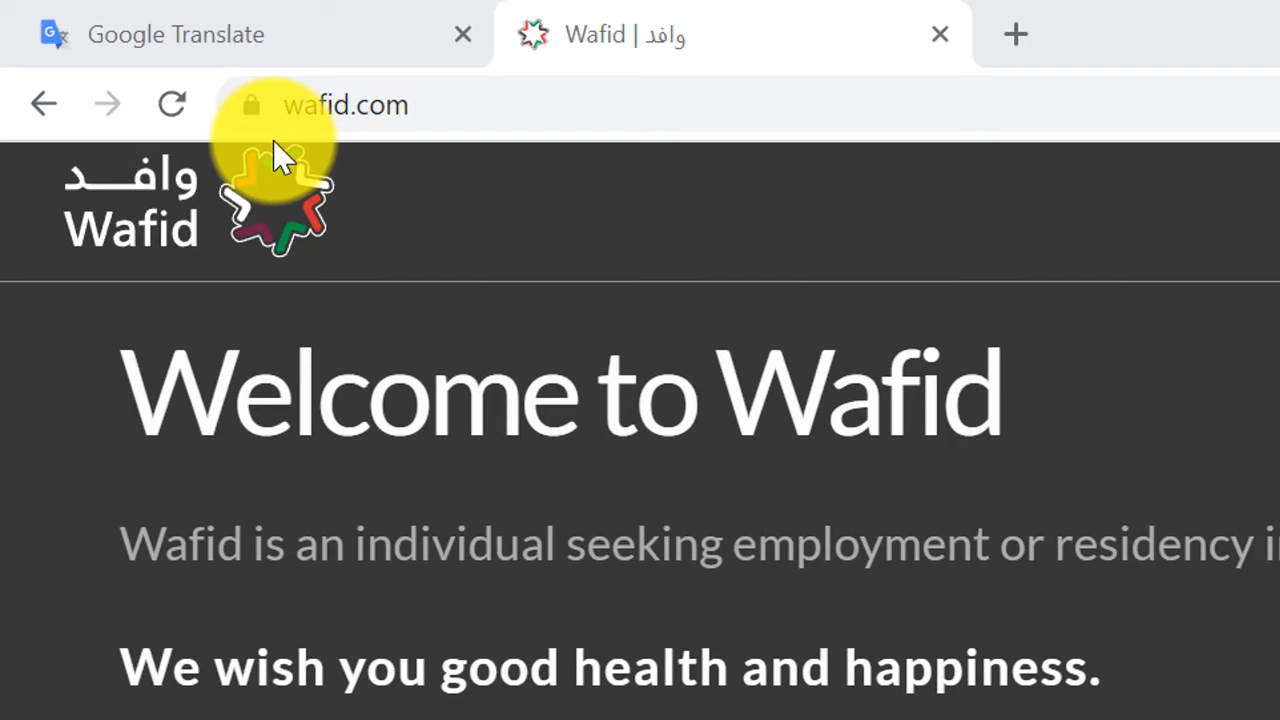 Google Translate
Wafid | وافد
wafid.com
وافـــد
Wafid
Welcome to Wafid
Wafid is an individual seeking employment or residency
We wish you good health and happiness.